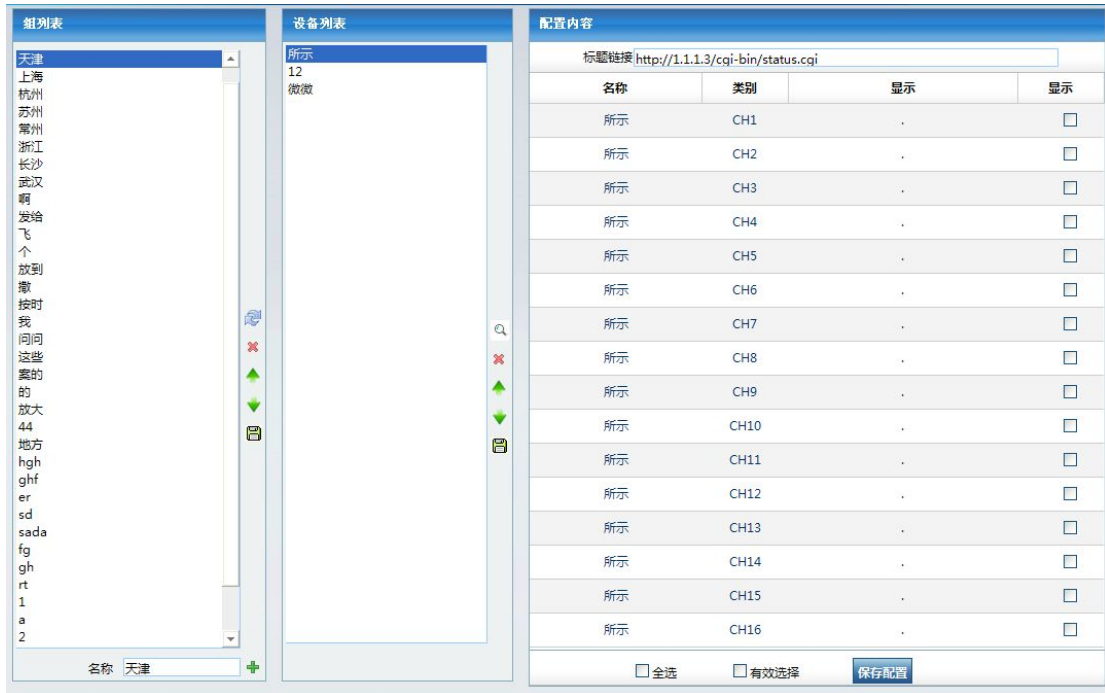 组列表
天津
上海
杭州
苏州
常州
浙江
长沙
武汉
啊
发给
飞
个
放到
撒
按时
我
问问
这些
案的
的
放大
44
地方
hgh
ghf
er
sd
sada
fg
gh
rt
1
a
2
名称 天津
设备列表
所示
12
微微
配置内容
标题链接 http://1.1.1.3/cgi-bin/status.cgi
名称 类别 显示 显示
所示 CH1 .
所示 CH2 .
所示 CH3 .
所示 CH4 .
所示 CH5 .
所示 CH6 .
所示 CH7 .
所示 CH8 .
所示 CH9 .
所示 CH10 .
所示 CH11 .
所示 CH12 .
所示 CH13 .
所示 CH14 .
所示 CH15 .
所示 CH16 .
全选 有效选择 保存配置